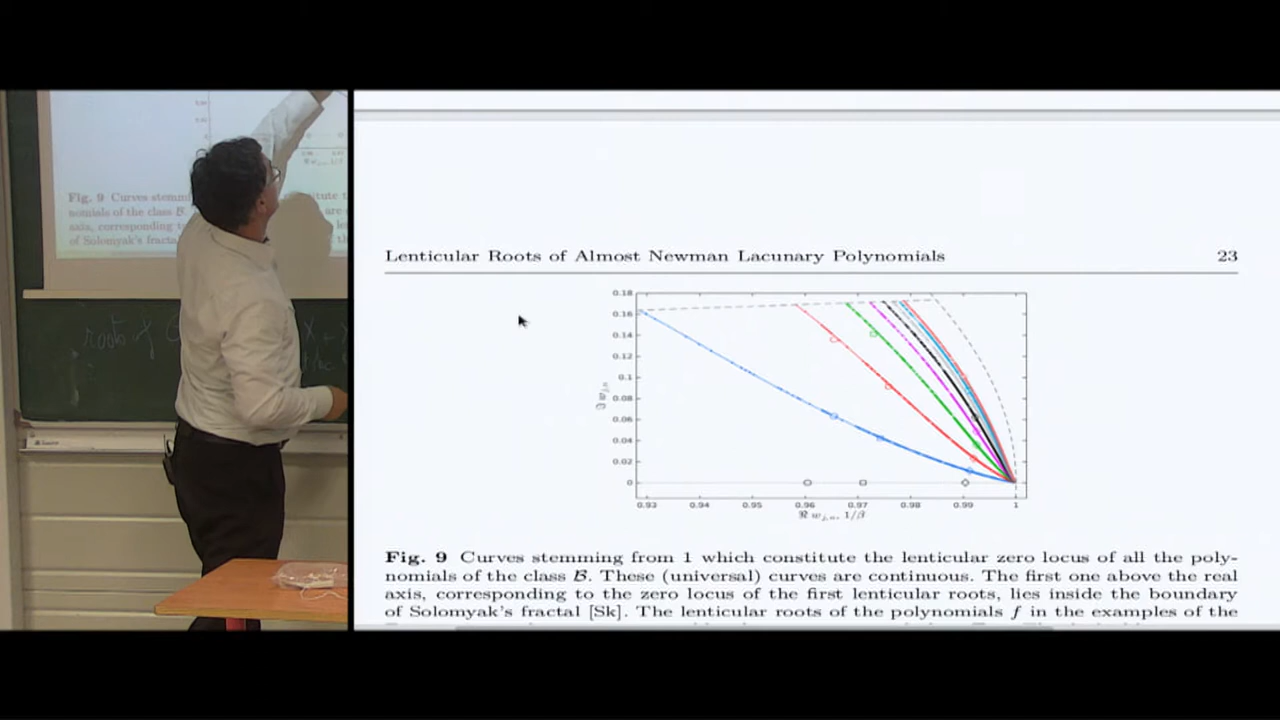 Fig. 9 Curves stemm
nomials of the class B.
axis, corresponding t
of Solomyak's fracta
roots of
Lenticular Roots of Almost Newman Lacunary Polynomials 23
0.18
0.16
0.14
0.12
0.1
0.08
0.06
0.04
0.02
0
ℑ w_{j,n}
0.93 0.94 0.95 0.96 0.97 0.98 0.99 1
ℜ w_{j,n}, 1/β
Fig. 9 Curves stemming from 1 which constitute the lenticular zero locus of all the poly-
nomials of the class B. These (universal) curves are continuous. The first one above the real
axis, corresponding to the zero locus of the first lenticular roots, lies inside the boundary
of Solomyak's fractal [Sk]. The lenticular roots of the polynomials f in the examples of the